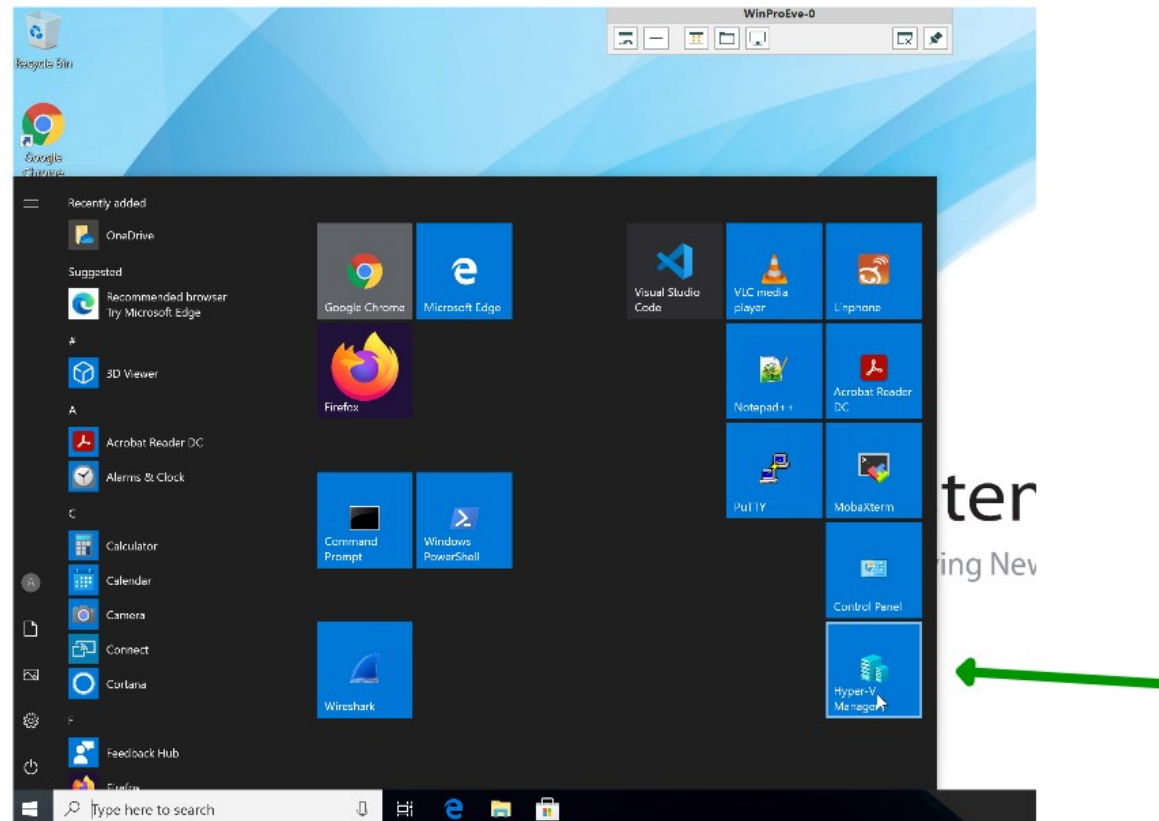 WinProEve-0
Recycle Bin
Google
Chrome
Recently added
OneDrive
Suggested
Recommended browser
Try Microsoft Edge
#
3D Viewer
A
Acrobat Reader DC
Alarms & Clock
C
Calculator
Calendar
Camera
Connect
Cortana
F
Feedback Hub
Firefox
Google Chrome
Microsoft Edge
Firefox
Command
Prompt
Windows
PowerShell
Wireshark
Visual Studio
Code
VLC media
player
Linphone
Notepad++
Acrobat Reader
DC
PuTTY
MobaXterm
Control Panel
Hyper-V
Manager
A
ter
ing New
Type here to search